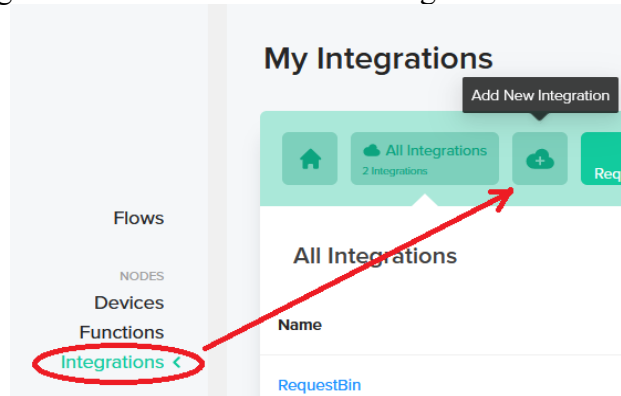 My Integrations
Add New Integration
All Integrations
2 Integrations
Flows
All Integrations
NODES
Devices
Functions
Name
Integrations <
RequestBin